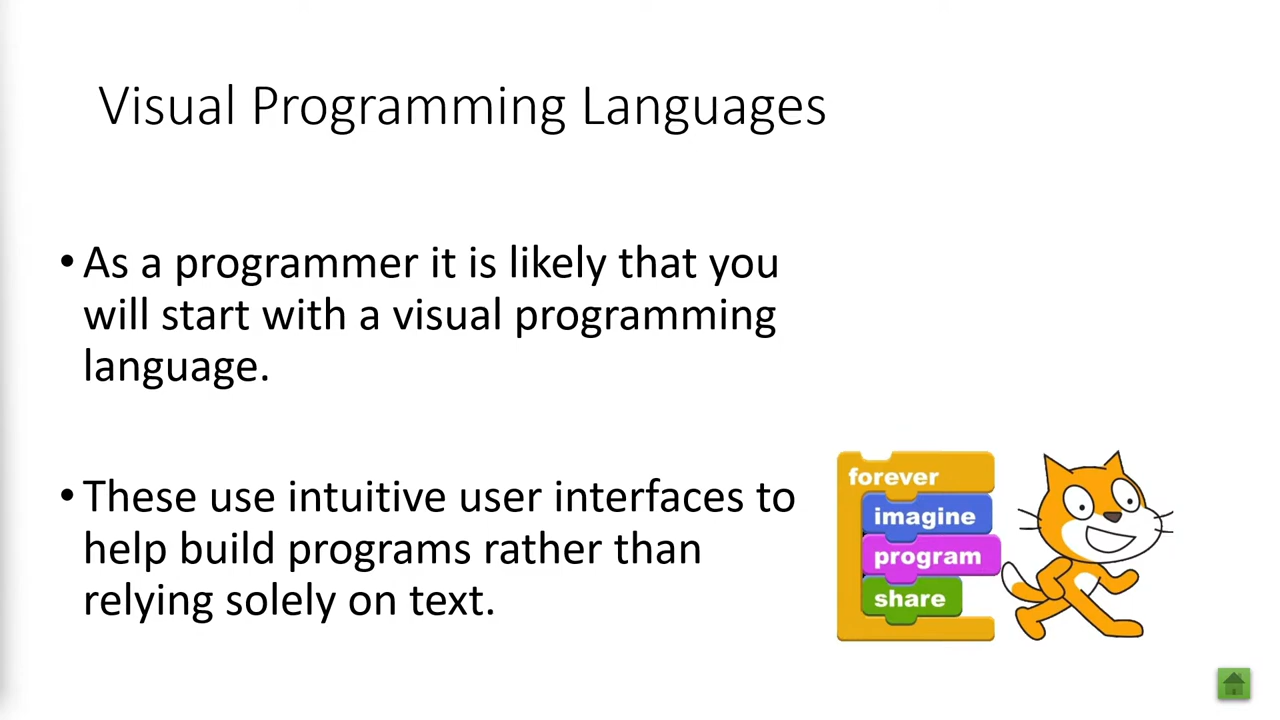 Visual Programming Languages
• As a programmer it is likely that you
will start with a visual programming
language.
• These use intuitive user interfaces to
help build programs rather than
relying solely on text.
forever
imagine
program
share